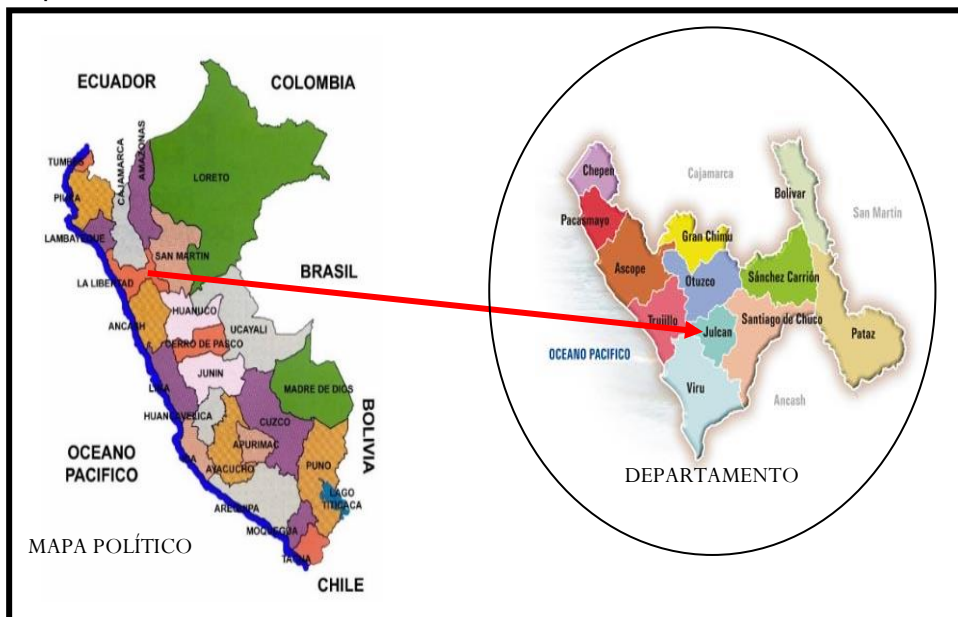 ECUADOR
COLOMBIA
TUMBES
PIURA
CAJAMARCA
AMAZONAS
LORETO
LAMBAYEQUE
SAN MARTIN
BRASIL
LA LIBERTAD
HUANUCO
ANCASH
UCAYALI
CERRO DE PASCO
JUNIN
LIMA
MADRE DE DIOS
HUANCAVELICA
CUZCO
BOLIVIA
APURIMAC
OCEANO
PACIFICO
ICA
AYACUCHO
PUNO
LAGO
TITICACA
AREQUIPA
MOQUEGUA
TACNA
CHILE
MAPA POLÍTICO
Chepen
Cajamarca
Bolivar
San Martín
Pacasmayo
Gran Chimu
Ascope
Otuzco
Sánchez Carrión
Trujillo
Julcan
Santiago de Chuco
Pataz
OCEANO PACIFICO
Viru
Ancash
DEPARTAMENTO